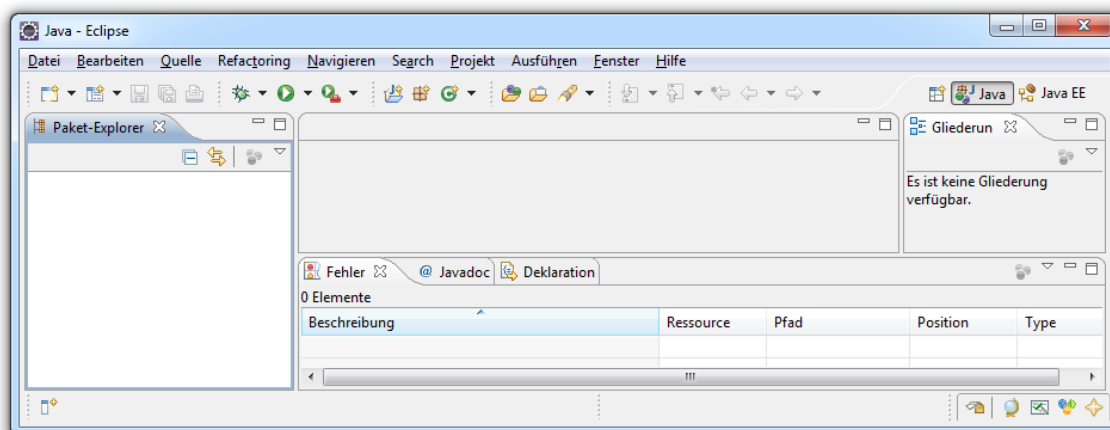 Java - Eclipse
Datei Bearbeiten Quelle Refactoring Navigieren Search Projekt Ausführen Fenster Hilfe
Java Java EE
Paket-Explorer
Gliederun
Es ist keine Gliederung
verfügbar.
Fehler @ Javadoc Deklaration
0 Elemente
Beschreibung Ressource Pfad Position Type